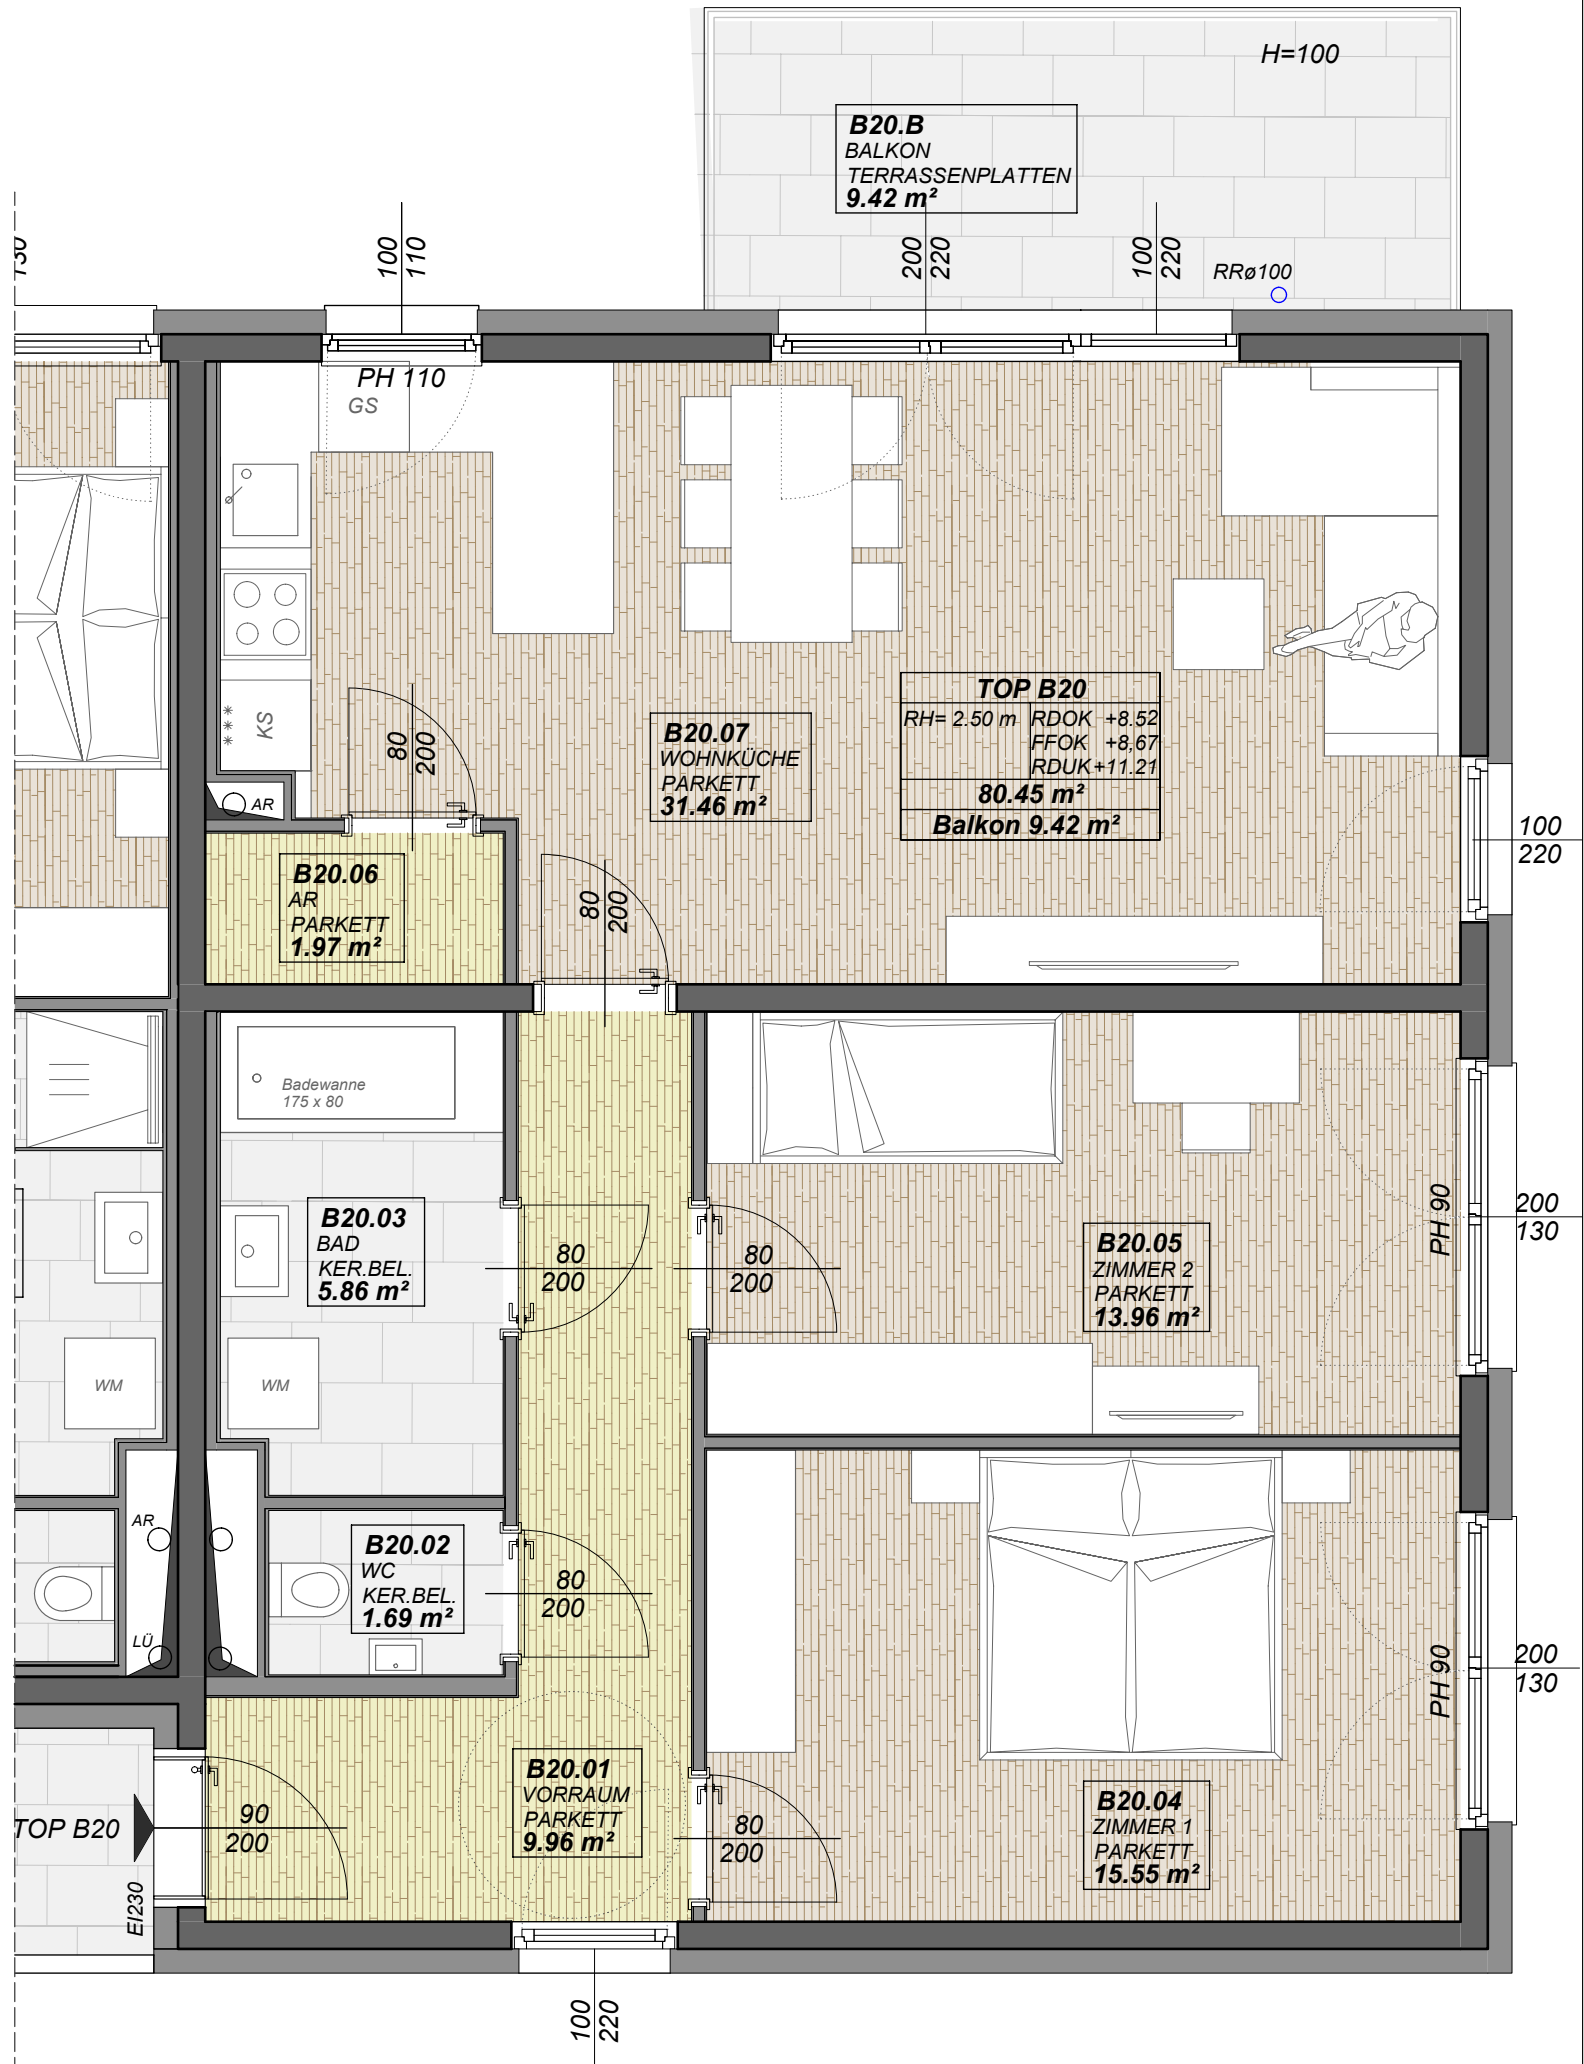 H=100
B20.B
BALKON
TERRASSENPLATTEN
9.42 m²
130
100
110
200
220
100
220
RRø100
PH 110
GS
KS
AR
80
200
B20.07
WOHNKÜCHE
PARKETT
31.46 m²
TOP B20
RH= 2.50 m RDOK +8.52
FFOK +8,67
RDUK+11.21
80.45 m²
Balkon 9.42 m²
100
220
B20.06
AR
PARKETT
1.97 m²
80
200
Badewanne
175 x 80
B20.03
BAD
KER.BEL.
5.86 m²
80
200
80
200
B20.05
ZIMMER 2
PARKETT
13.96 m²
PH 90
200
130
WM
WM
AR
LÜ
B20.02
WC
KER.BEL.
1.69 m²
80
200
PH 90
200
130
TOP B20
EI230
90
200
B20.01
VORRAUM
PARKETT
9.96 m²
80
200
B20.04
ZIMMER 1
PARKETT
15.55 m²
100
220